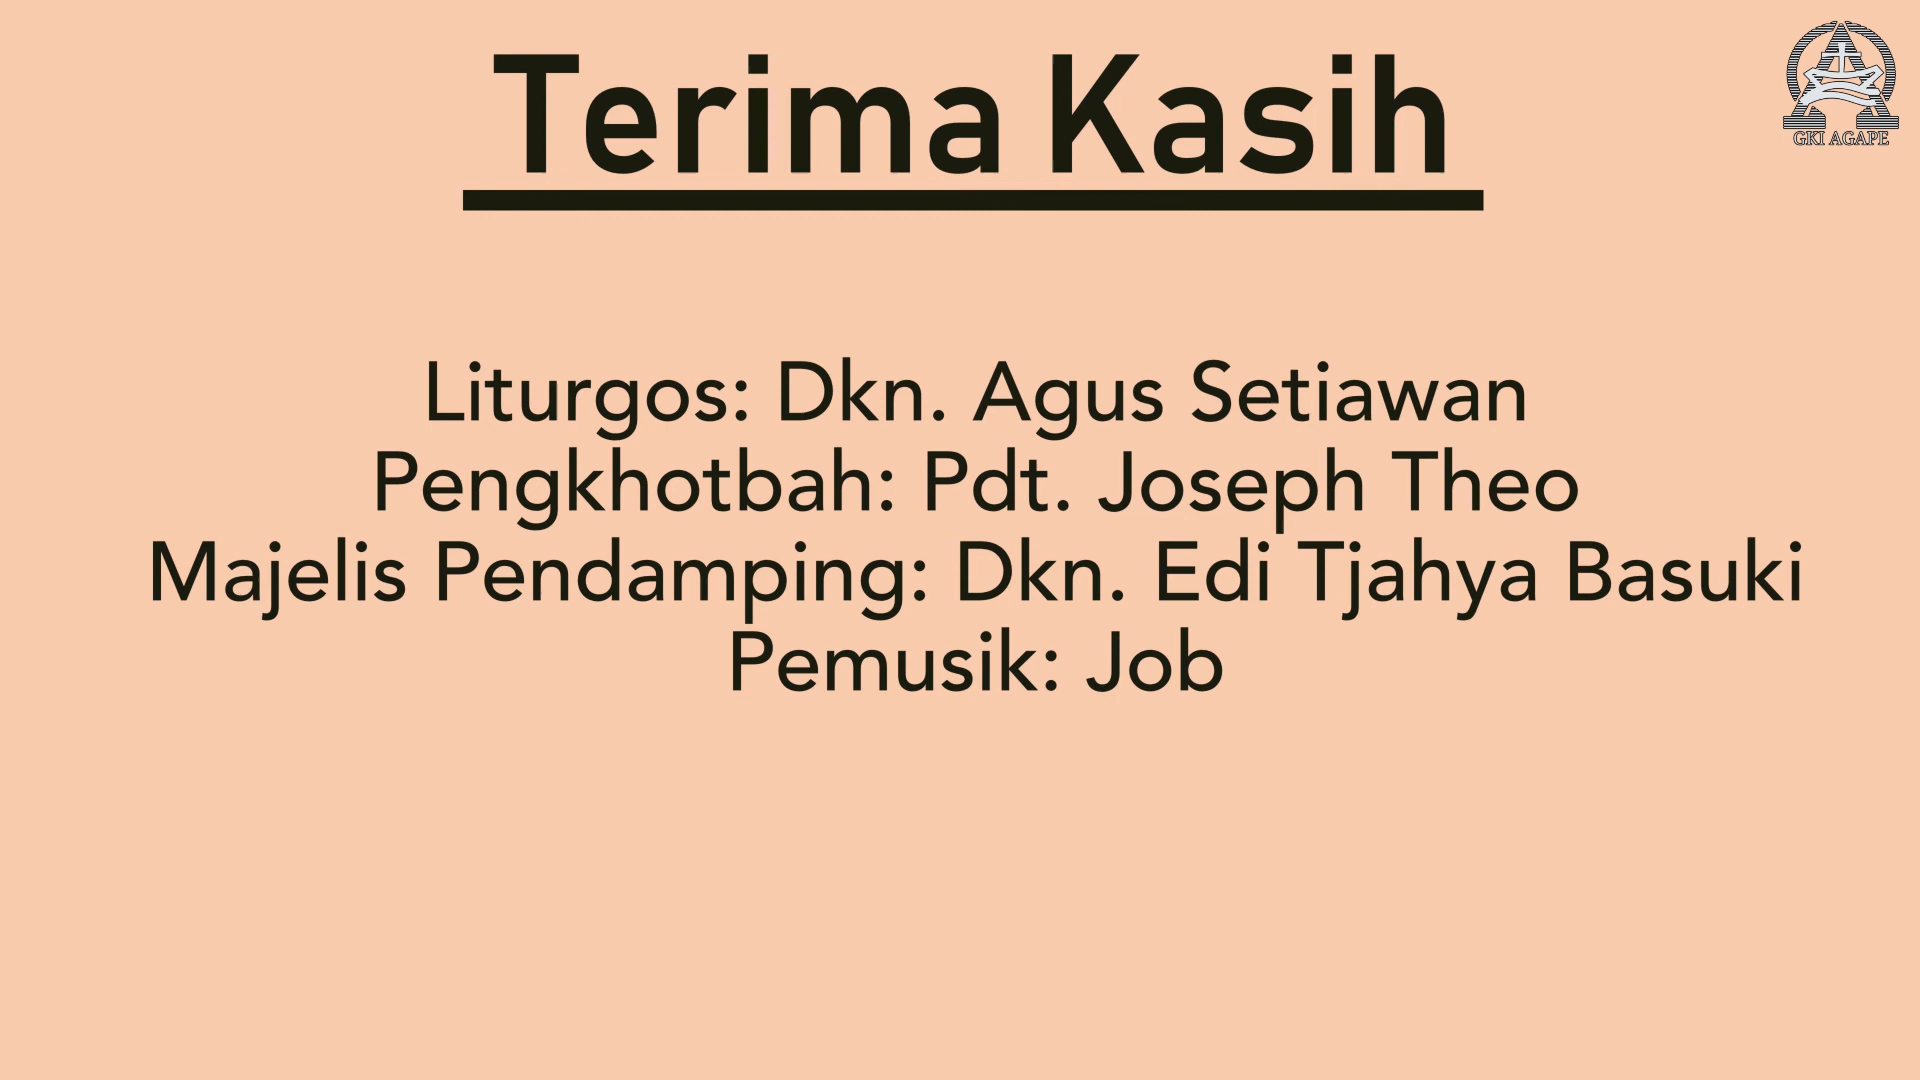 Terima Kasih
GKI AGAPE
Liturgos: Dkn. Agus Setiawan
Pengkhotbah: Pdt. Joseph Theo
Majelis Pendamping: Dkn. Edi Tjahya Basuki
Pemusik: Job